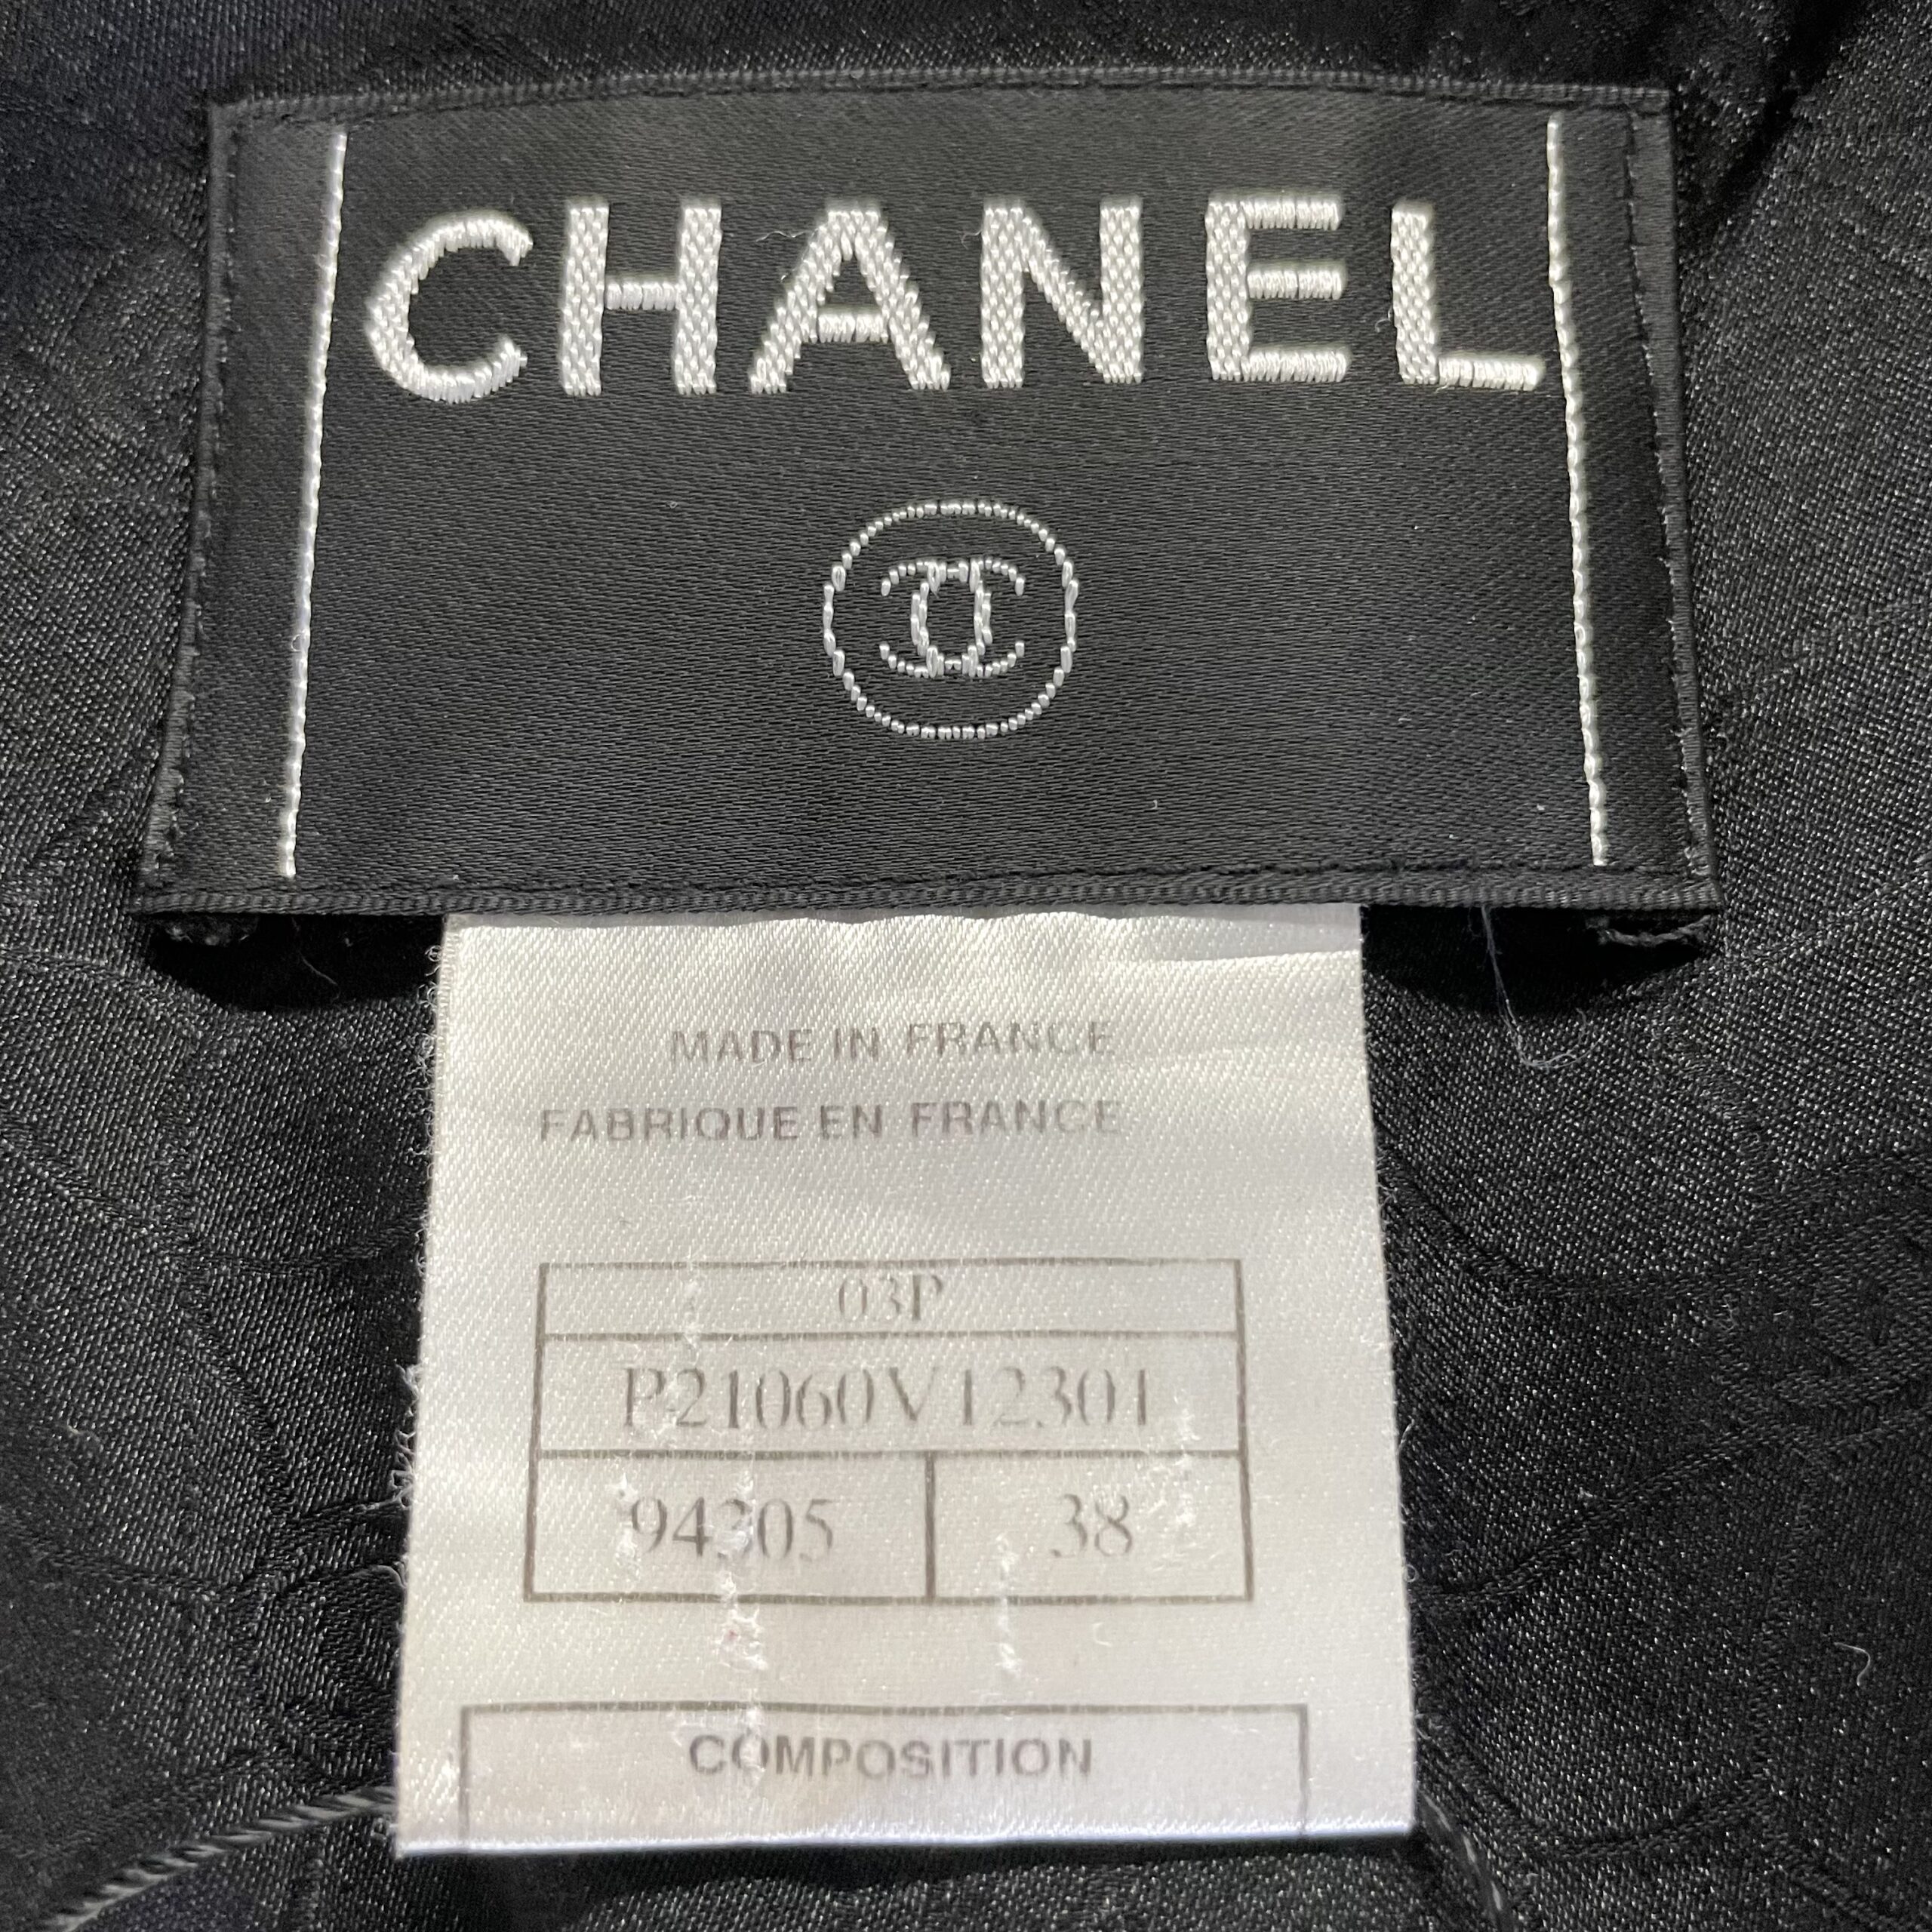 CHANEL
MADE IN FRANCE
FABRIQUE EN FRANCE
03P
P21060V12301
94305 38
COMPOSITION